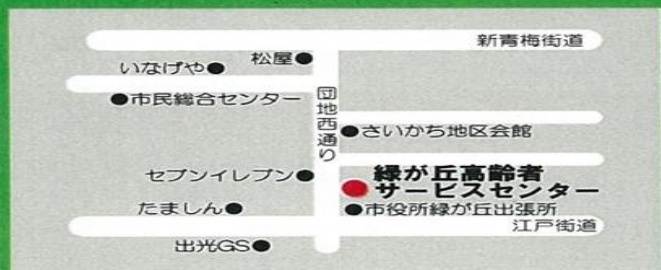 新青梅街道
松屋●
いなげや●
●市民総合センター
団地西通り
●さいかち地区会館
セブンイレブン●
緑が丘高齢者
●サービスセンター
たましん●
●市役所緑が丘出張所
江戸街道
出光GS●